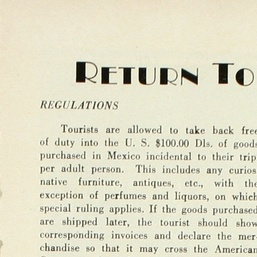 RETURN TO
REGULATIONS
Tourists are allowed to take back free
of duty into the U. S. $100.00 Dls. of goods
purchased in Mexico incidental to their trip
per adult person. This includes any curios,
native furniture, antiques, etc., with the
exception of perfumes and liquors, on which
special ruling applies. If the goods purchased
are shipped later, the tourist should show
corresponding invoices and declare the mer-
chandise so that it may cross the American